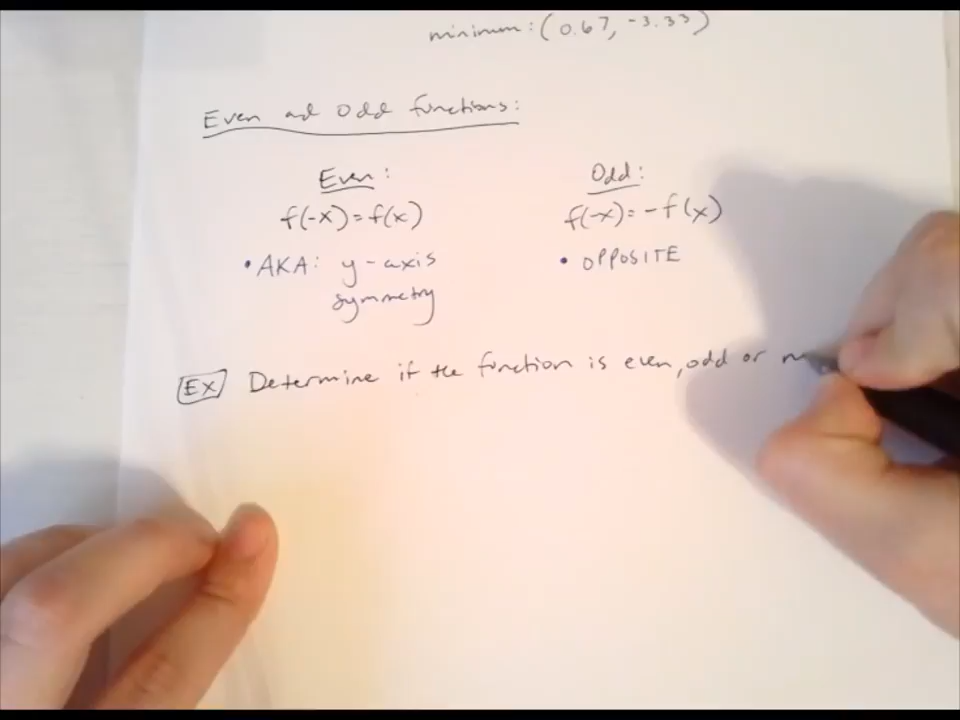 minimum: (0.67, -3.33)
Even ad Odd functions:
Even:
f(-x)=f(x)
• AKA: y-axis
symmetry
Odd:
f(-x)= -f(x)
• OPPOSITE
Ex Determine if the function is even, odd or